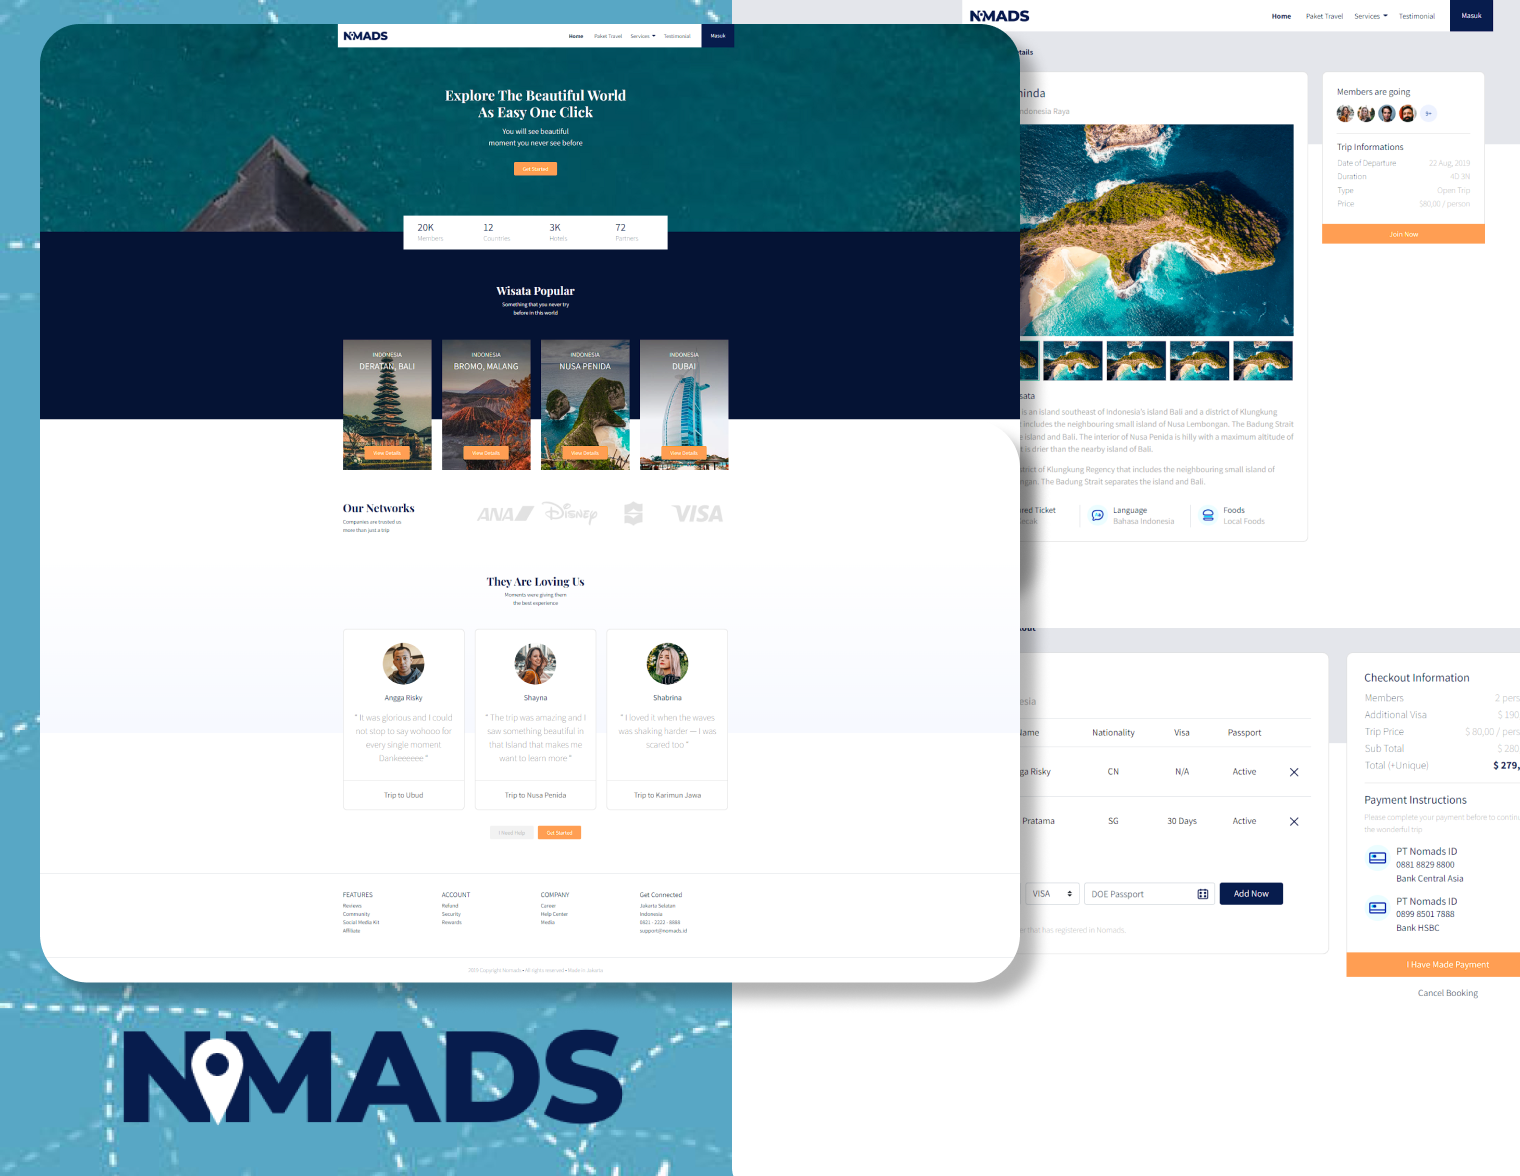 NOMADS
Home Paket Travel Services Testimonial Masuk
Explore The Beautiful World
As Easy One Click
You will see beautiful
moment you never see before
Get Started
20K 12 3K 72
Members Countries Hotels Partners
Wisata Popular
Something that you never try
before in this world
INDONESIA
DERATAN, BALI
View Details
INDONESIA
BROMO, MALANG
View Details
INDONESIA
NUSA PENIDA
View Details
INDONESIA
DUBAI
View Details
Our Networks
Companies are trusted us
more than just a trip
ANA Disney VISA
They Are Loving Us
Moments were giving them
the best experience
Angga Risky
“ It was glorious and I could
not stop to say wohooo for
every single moment
Dankeeeeee “
Trip to Ubud
Shayna
“ The trip was amazing and I
saw something beautiful in
that Island that makes me
want to learn more “
Trip to Nusa Penida
Shabrina
“ I loved it when the waves
was shaking harder — I was
scared too “
Trip to Karimun Jawa
I Need Help Get Started
FEATURES
Reviews
Community
Social Media Kit
Affiliate
ACCOUNT
Refund
Security
Rewards
COMPANY
Career
Help Center
Media
Get Connected
Jakarta Selatan
Indonesia
0821 - 2222 - 8888
support@nomads.id
2019 Copyright Nomads • All rights reserved • Made in Jakarta
NOMADS
NOMADS
Home Paket Travel Services Testimonial Masuk
tails
ninda
ndonesia Raya
sata
is an island southeast of Indonesia's island Bali and a district of Klungkung
includes the neighbouring small island of Nusa Lembongan. The Badung Strait
island and Bali. The interior of Nusa Penida is hilly with a maximum altitude of
t is drier than the nearby island of Bali.
trict of Klungkung Regency that includes the neighbouring small island of
ngan. The Badung Strait separates the island and Bali.
red Ticket
ecak
Language
Bahasa Indonesia
Foods
Local Foods
Members are going
9+
Trip Informations
Date of Departure 22 Aug, 2019
Duration 4D 3N
Type Open Trip
Price $80,00 / person
Join Now
out
esia
Name Nationality Visa Passport
ga Risky CN N/A Active
Pratama SG 30 Days Active
VISA DOE Passport Add Now
er that has registered in Nomads.
Checkout Information
Members 2 pers
Additional Visa $ 190
Trip Price $ 80,00 / pers
Sub Total $ 280
Total (+Unique) $ 279,
Payment Instructions
Please complete your payment before to continu
the wonderful trip
PT Nomads ID
0881 8829 8800
Bank Central Asia
PT Nomads ID
0899 8501 7888
Bank HSBC
I Have Made Payment
Cancel Booking